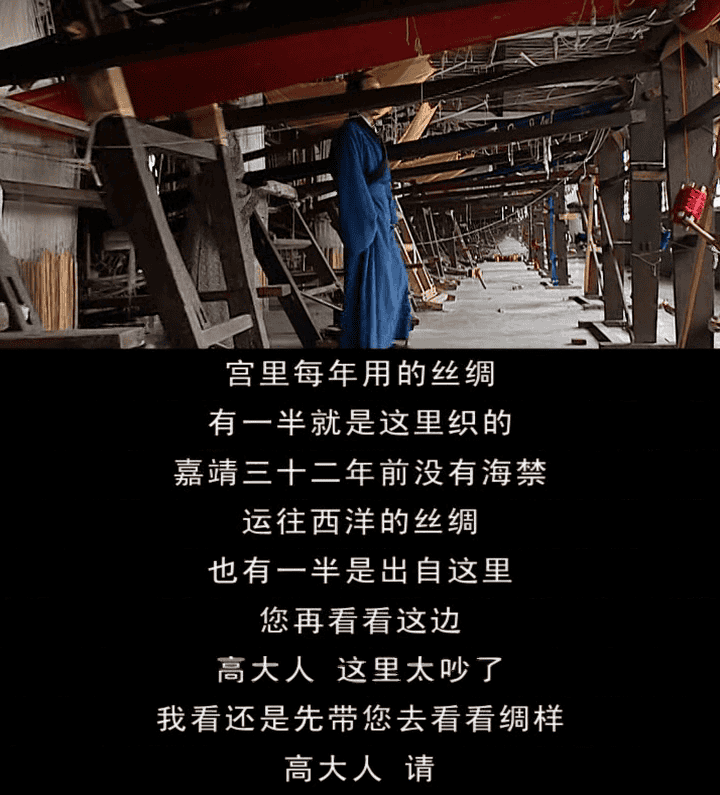 宫里每年用的丝绸
有一半就是这里织的
嘉靖三十二年前没有海禁
运往西洋的丝绸
也有一半是出自这里
您再看看这边
高大人 这里太吵了
我看还是先带您去看看绸样
高大人 请